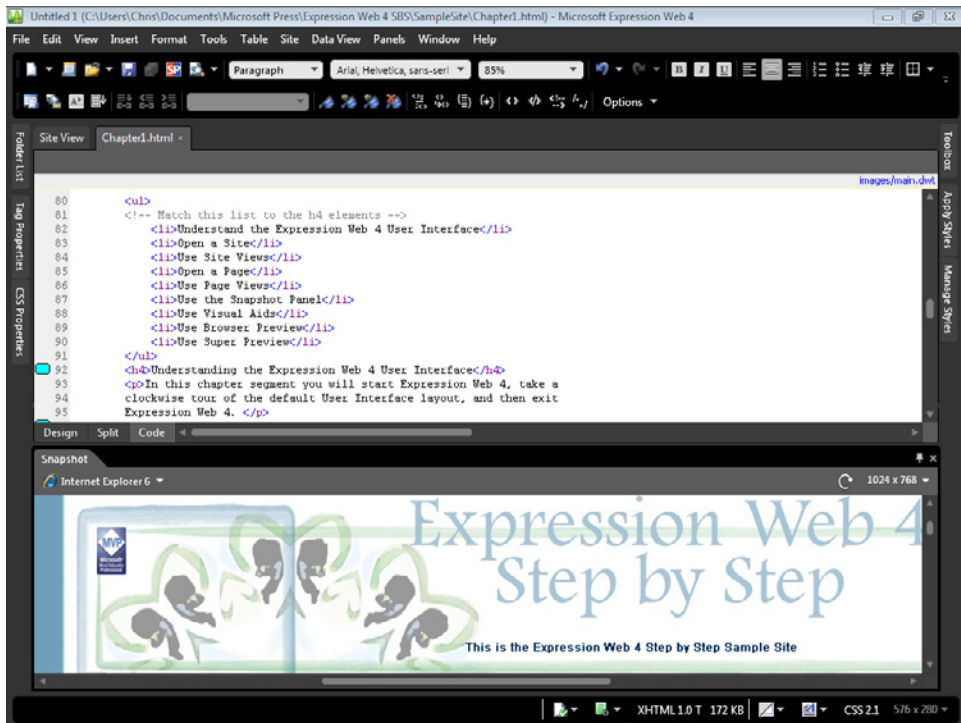 Untitled 1 (C:\Users\Chris\Documents\Microsoft Press\Expression Web 4 SBS\SampleSite\Chapter1.html) - Microsoft Expression Web 4
File Edit View Insert Format Tools Table Site Data View Panels Window Help
Paragraph Arial, Helvetica, sans-seri 85% B I U
Options
Folder List
Tag Properties
CSS Properties
Site View Chapter1.html ×
images/main.dwt
80 <ul>
81 <!-- Match this list to the h4 elements -->
82 <li>Understand the Expression Web 4 User Interface</li>
83 <li>Open a Site</li>
84 <li>Use Site Views</li>
85 <li>Open a Page</li>
86 <li>Use Page Views</li>
87 <li>Use the Snapshot Panel</li>
88 <li>Use Visual Aids</li>
89 <li>Use Browser Preview</li>
90 <li>Use Super Preview</li>
91 </ul>
92 <h4>Understanding the Expression Web 4 User Interface</h4>
93 <p>In this chapter segment you will start Expression Web 4, take a
94 clockwise tour of the default User Interface layout, and then exit
95 Expression Web 4. </p>
Toolbox
Apply Styles
Manage Styles
Design Split Code
Snapshot
Internet Explorer 6 1024 x 768
MVP
Microsoft
Most Valuable
Professional
Expression Web 4
Step by Step
This is the Expression Web 4 Step by Step Sample Site
XHTML 1.0 T 172 KB CSS 2.1 576 x 280